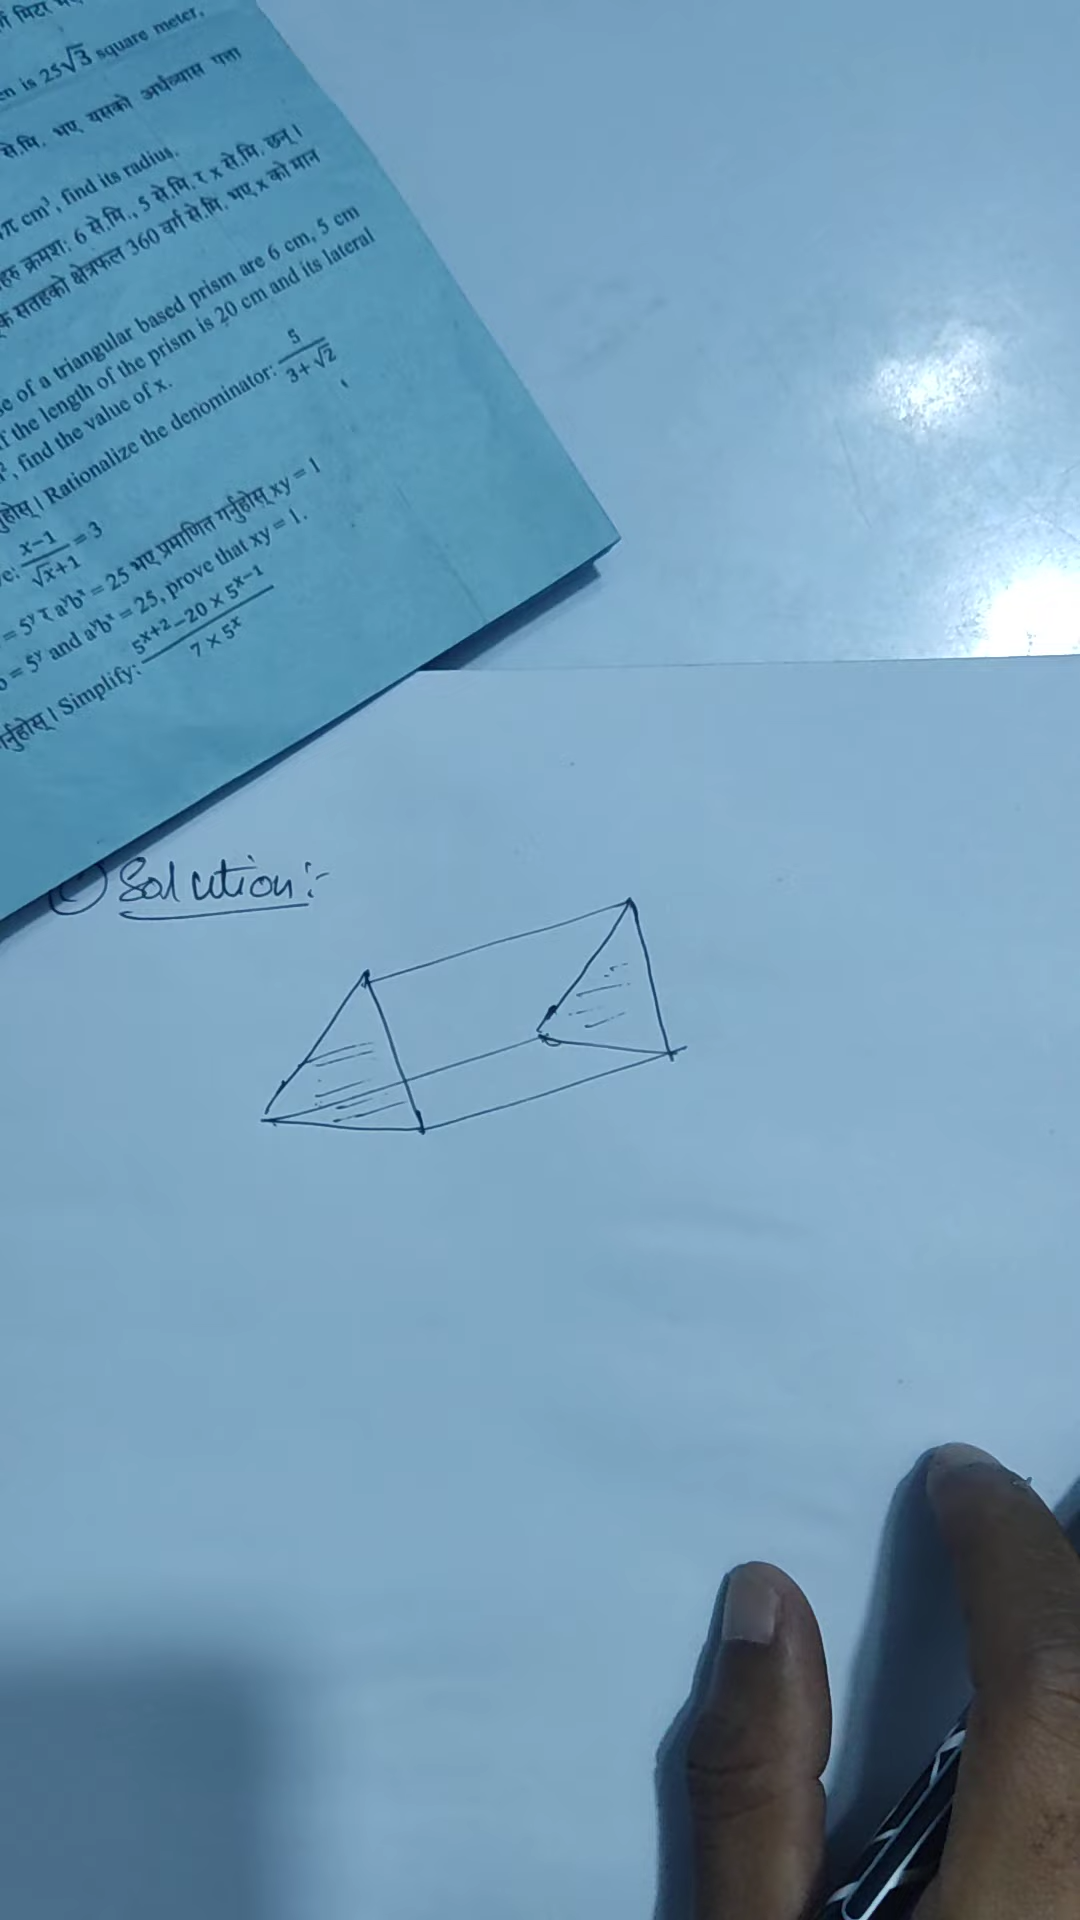 en is 25√3 square meter,
से.मि. भए यसको अर्धव्यास पत्ता
π cm³, find its radius.
हरु क्रमश: 6 से.मि., 5 से.मि. र x से.मि. छन् ।
सतहको क्षेत्रफल 360 वर्ग से.मि. भए x को मान
se of a triangular based prism are 6 cm, 5 cm
f the length of the prism is 20 cm and its lateral
², find the value of x.
हुोस् । Rationalize the denominator: 5/(3+√2)
e: (x−1)/(√x+1) = 3
= 5ʸ र aʸbˣ = 25 भए प्रमाणित गर्नुहोस् xy = 1
b = 5ʸ and aʸbˣ = 25, prove that xy = 1.
गर्नुहोस् । Simplify: (5ˣ⁺² − 20 × 5ˣ⁻¹)/(7 × 5ˣ)
Solution:-